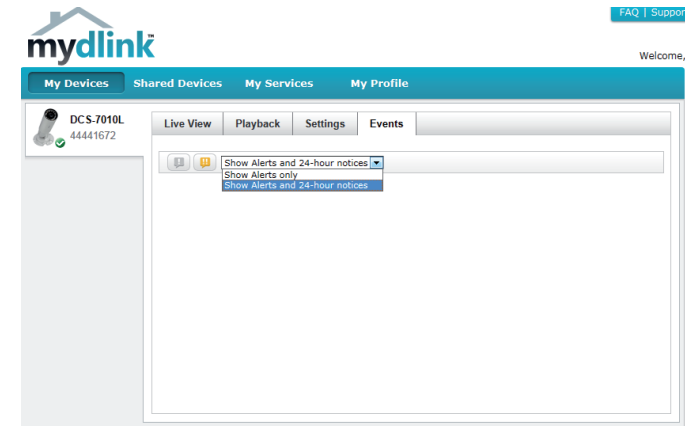 FAQ | Suppor
mydlink™
Welcome,
My Devices Shared Devices My Services My Profile
DCS-7010L
44441672
Live View Playback Settings Events
Show Alerts and 24-hour notices
Show Alerts only
Show Alerts and 24-hour notices